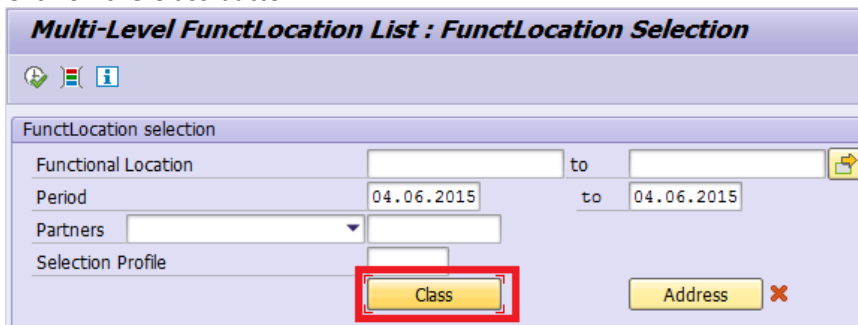 Multi-Level FunctLocation List : FunctLocation Selection
FunctLocation selection
Functional Location to
Period 04.06.2015 to 04.06.2015
Partners
Selection Profile
Class Address